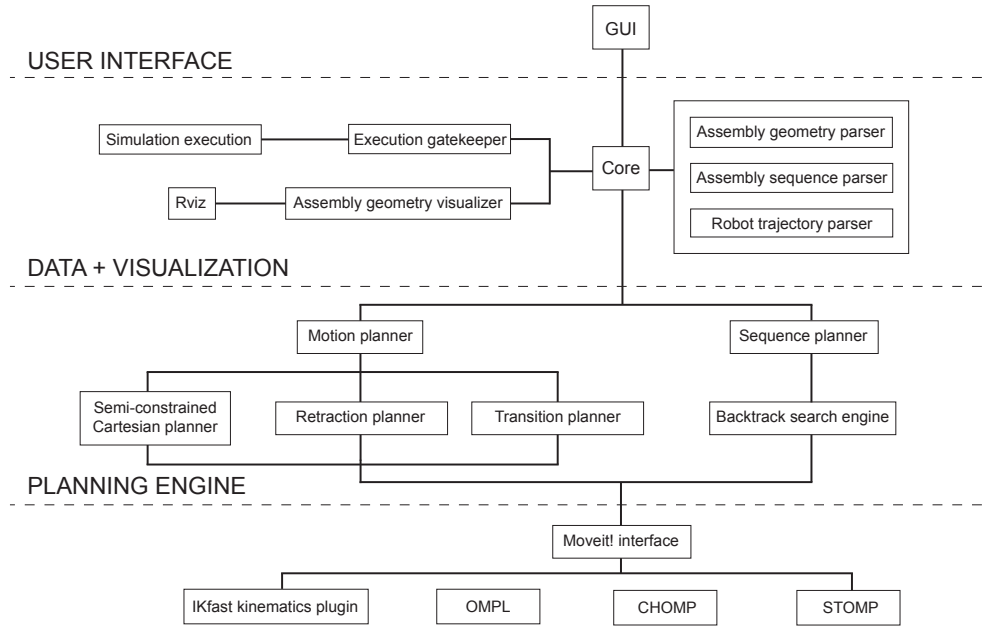 GUI
USER INTERFACE
Assembly geometry parser
Simulation execution
Execution gatekeeper
Core
Assembly sequence parser
Rviz
Assembly geometry visualizer
Robot trajectory parser
DATA + VISUALIZATION
Motion planner
Sequence planner
Semi-constrained
Cartesian planner
Retraction planner
Transition planner
Backtrack search engine
PLANNING ENGINE
Moveit! interface
IKfast kinematics plugin
OMPL
CHOMP
STOMP